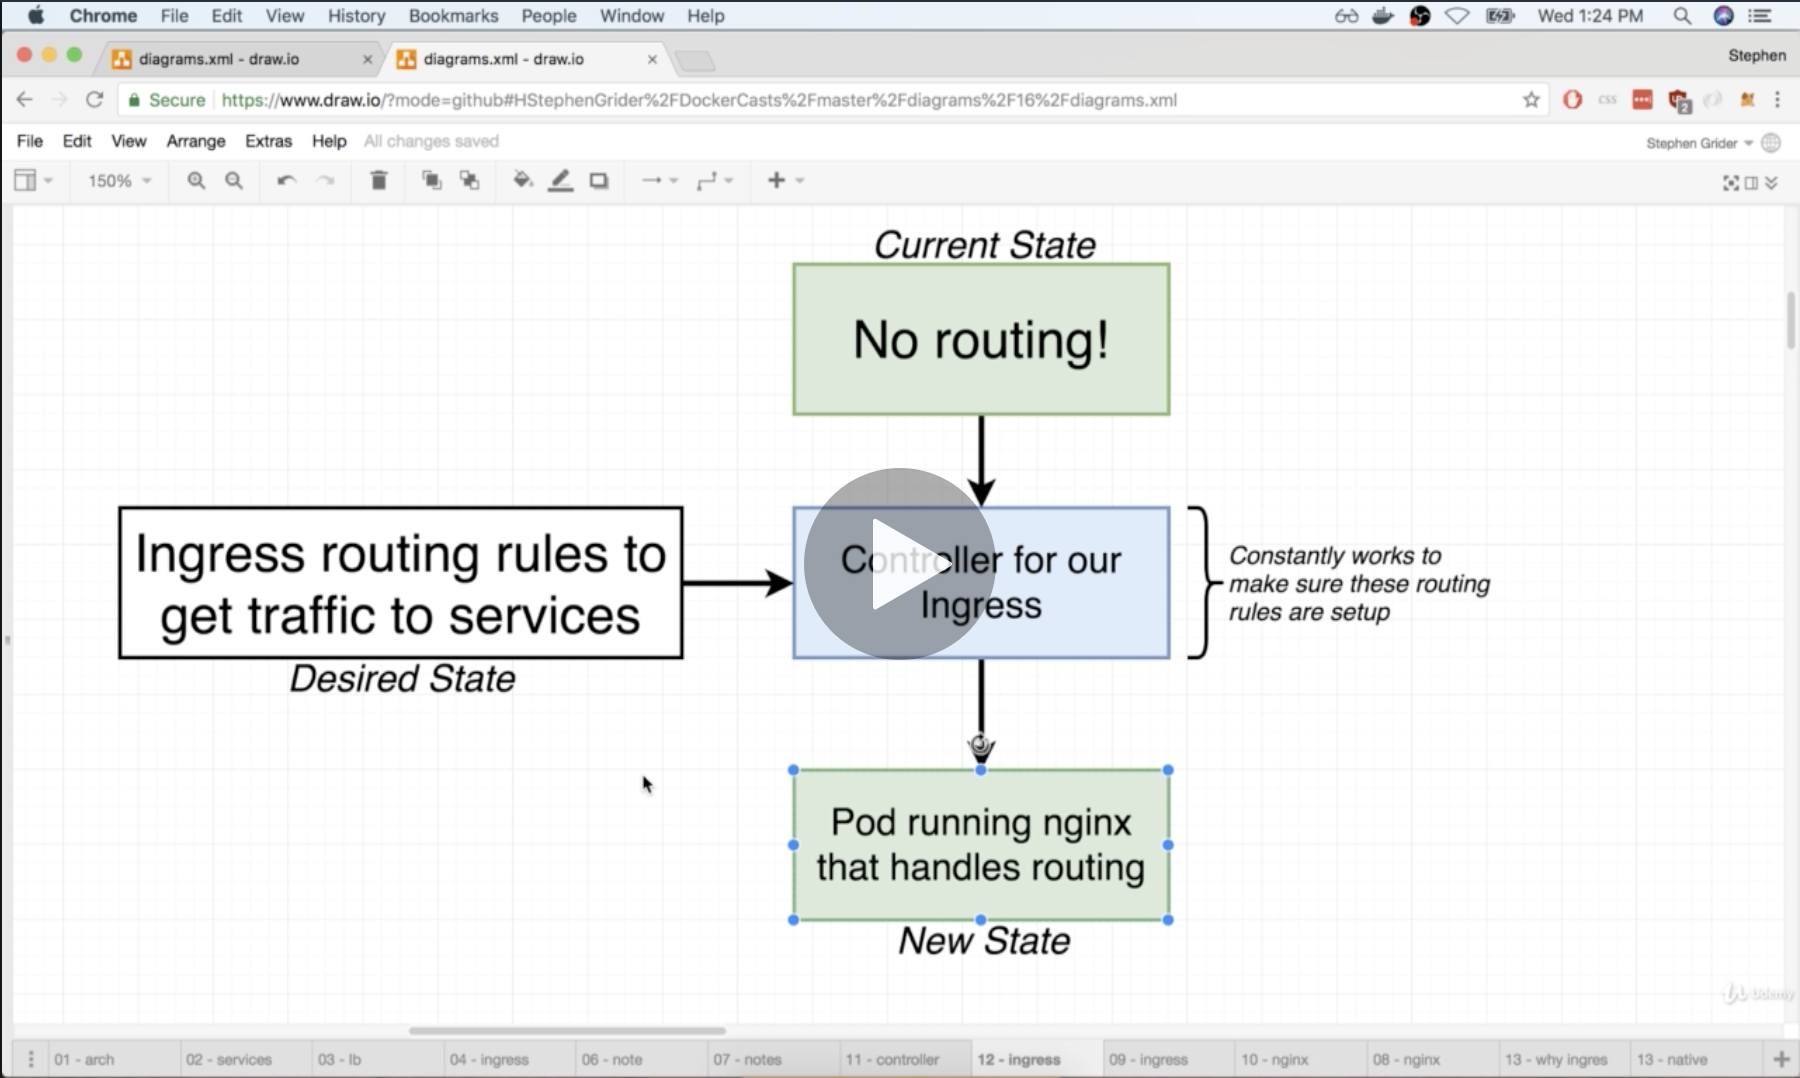 Chrome File Edit View History Bookmarks People Window Help Wed 1:24 PM
diagrams.xml - draw.io diagrams.xml - draw.io Stephen
Secure https://www.draw.io/?mode=github#HStephenGrider%2FDockerCasts%2Fmaster%2Fdiagrams%2F16%2Fdiagrams.xml css 2
File Edit View Arrange Extras Help All changes saved Stephen Grider
150%
Current State
No routing!
Ingress routing rules to
get traffic to services
Desired State
Controller for our
Ingress
Constantly works to
make sure these routing
rules are setup
Pod running nginx
that handles routing
New State
Udemy
01 - arch 02 - services 03 - lb 04 - ingress 06 - note 07 - notes 11 - controller 12 - ingress 09 - ingress 10 - nginx 08 - nginx 13 - why ingres 13 - native